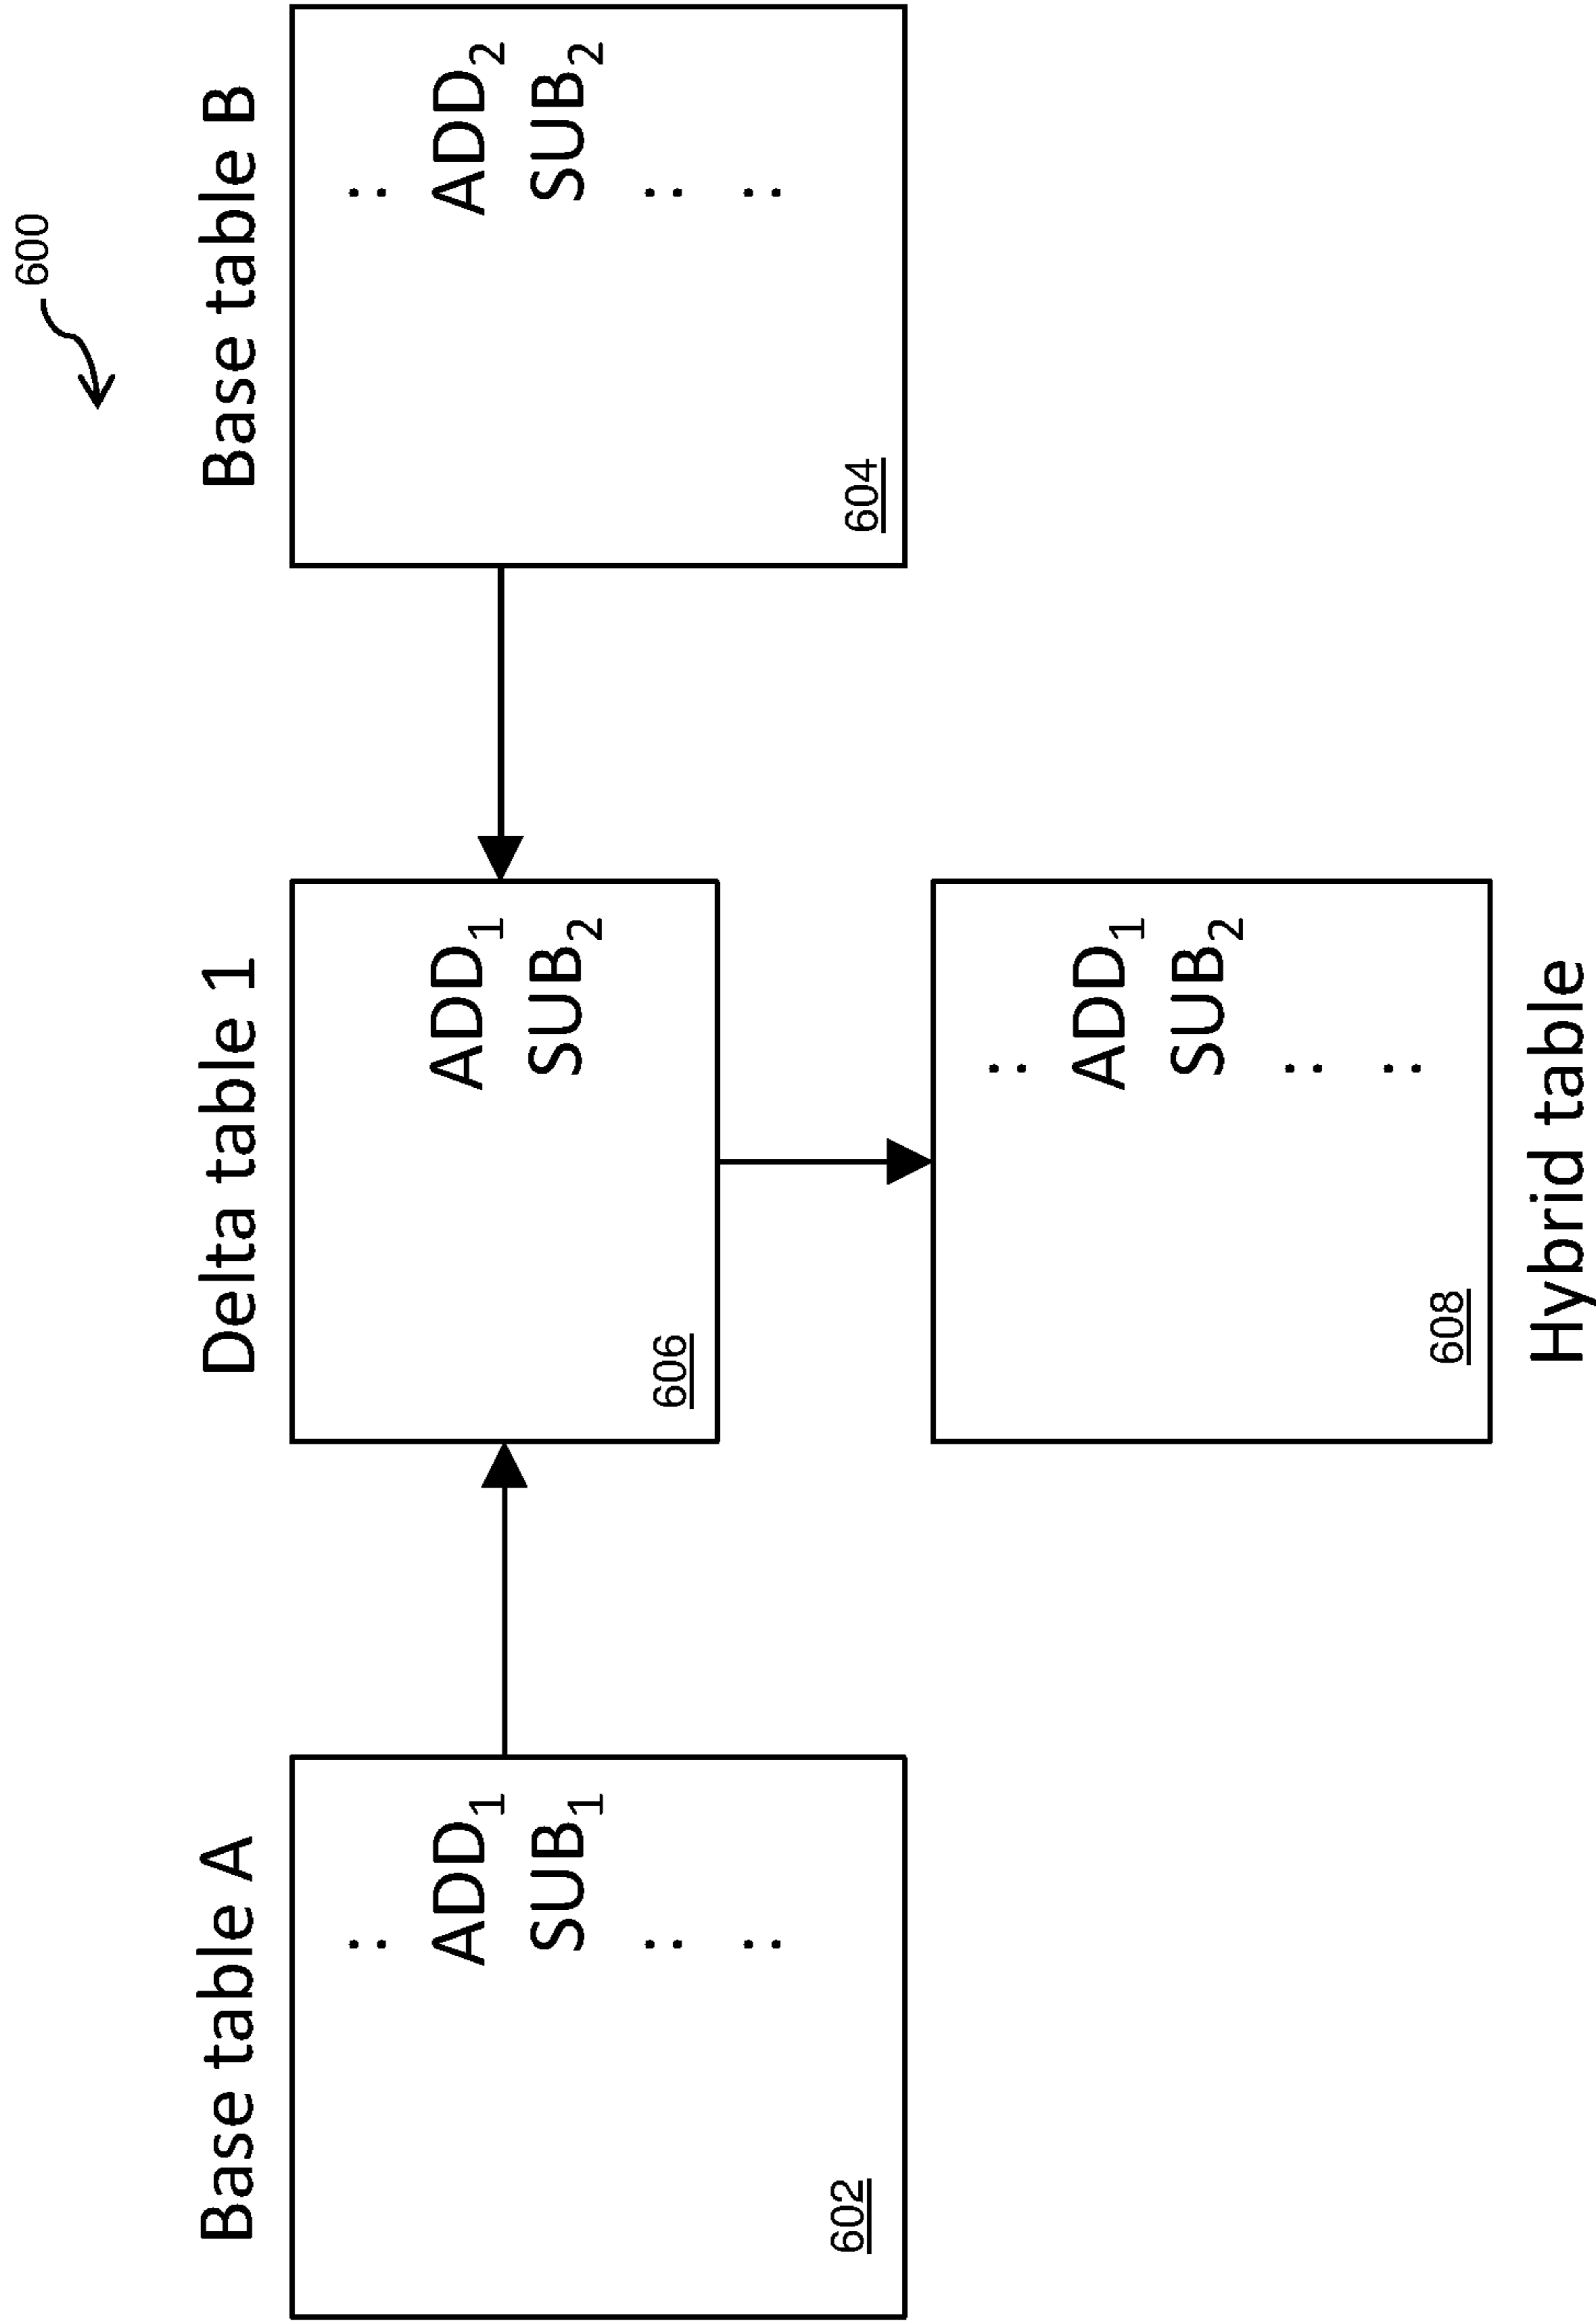 600
Base table A
:
ADD₁
SUB₁
:
:
602
Delta table 1
ADD₁
SUB₂
606
Base table B
:
ADD₂
SUB₂
:
:
604
:
ADD₁
SUB₂
:
:
608
Hybrid table